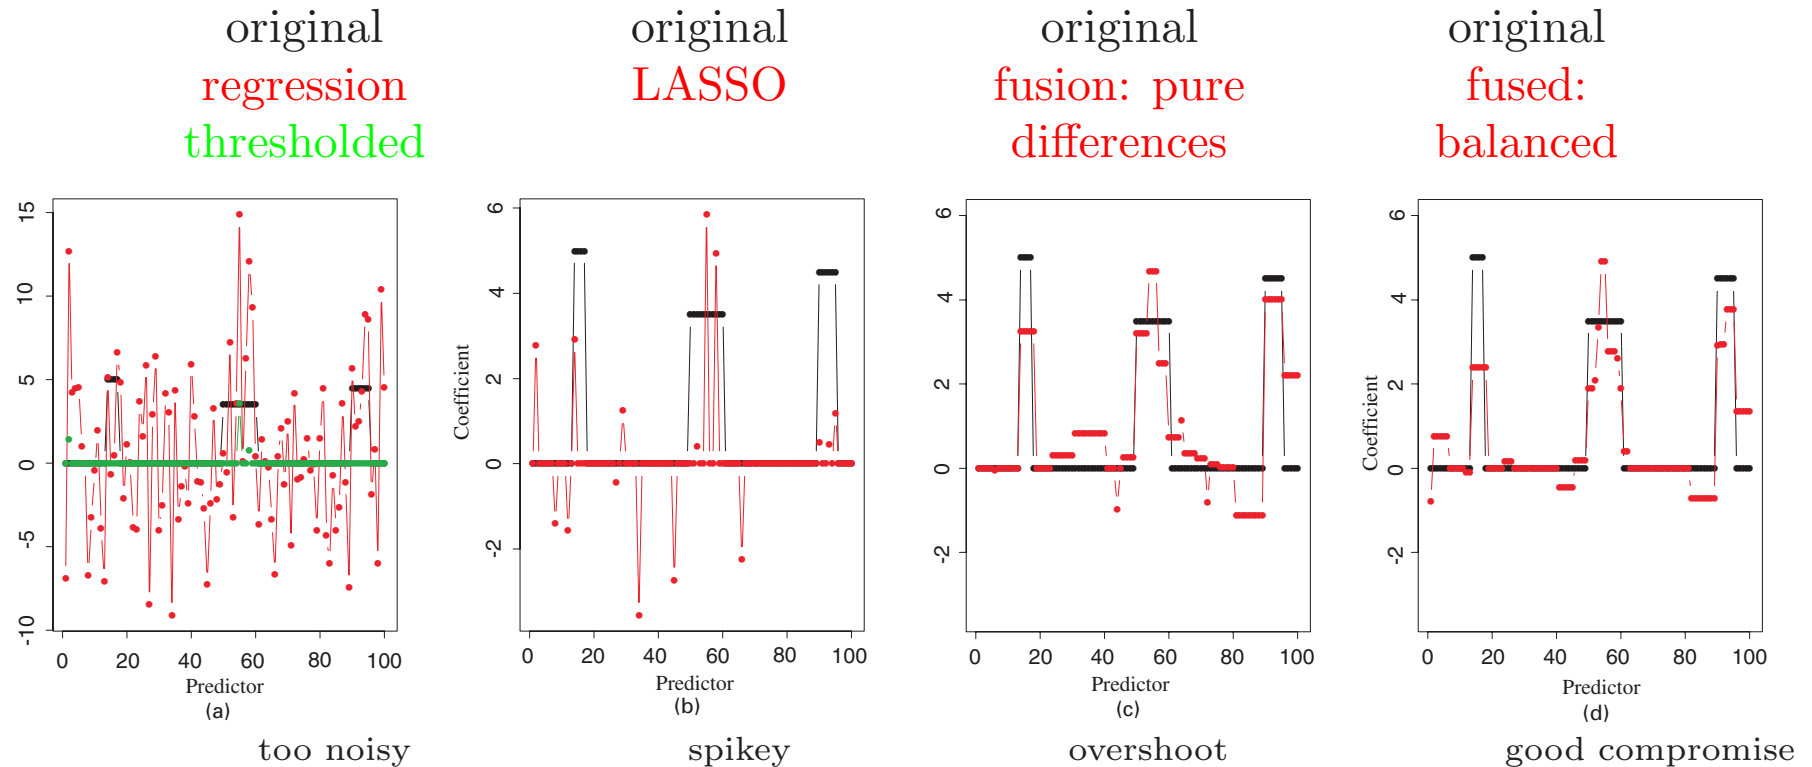 original
regression
thresholded
original
LASSO
original
fusion: pure
differences
original
fused:
balanced
15
10
5
0
-5
-10
0 20 40 60 80 100
Predictor
(a)
too noisy
6
4
2
0
-2
Coefficient
0 20 40 60 80 100
Predictor
(b)
spikey
6
4
2
0
-2
0 20 40 60 80 100
Predictor
(c)
overshoot
6
4
2
0
-2
Coefficient
0 20 40 60 80 100
Predictor
(d)
good compromise